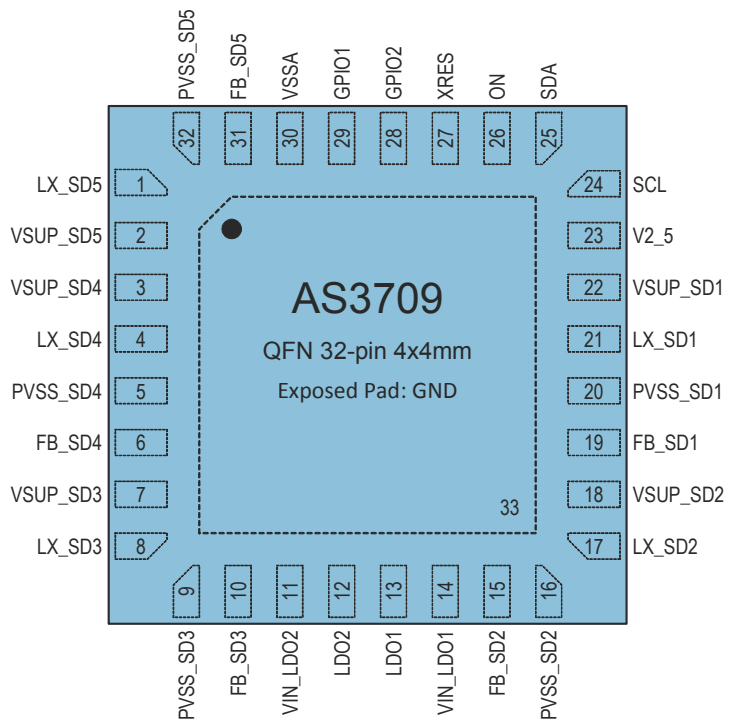 PVSS_SD5
FB_SD5
VSSA
GPIO1
GPIO2
XRES
ON
SDA
32
31
30
29
28
27
26
25
LX_SD5 1
24 SCL
VSUP_SD5 2
23 V2_5
VSUP_SD4 3
22 VSUP_SD1
LX_SD4 4
21 LX_SD1
PVSS_SD4 5
20 PVSS_SD1
FB_SD4 6
19 FB_SD1
VSUP_SD3 7
18 VSUP_SD2
LX_SD3 8
17 LX_SD2
AS3709
QFN 32-pin 4x4mm
Exposed Pad: GND
33
9
10
11
12
13
14
15
16
PVSS_SD3
FB_SD3
VIN_LDO2
LDO2
LDO1
VIN_LDO1
FB_SD2
PVSS_SD2